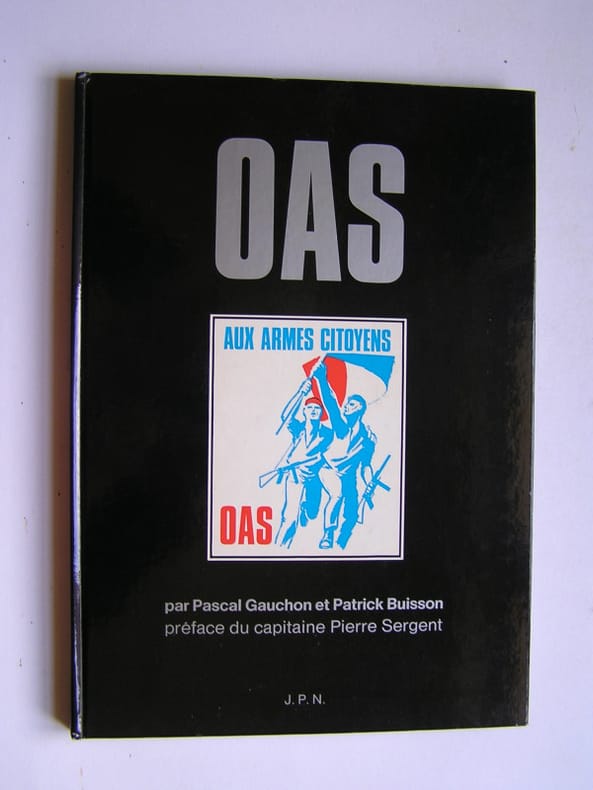 OAS
AUX ARMES CITOYENS
OAS
par Pascal Gauchon et Patrick Buisson
préface du capitaine Pierre Sergent
J. P. N.